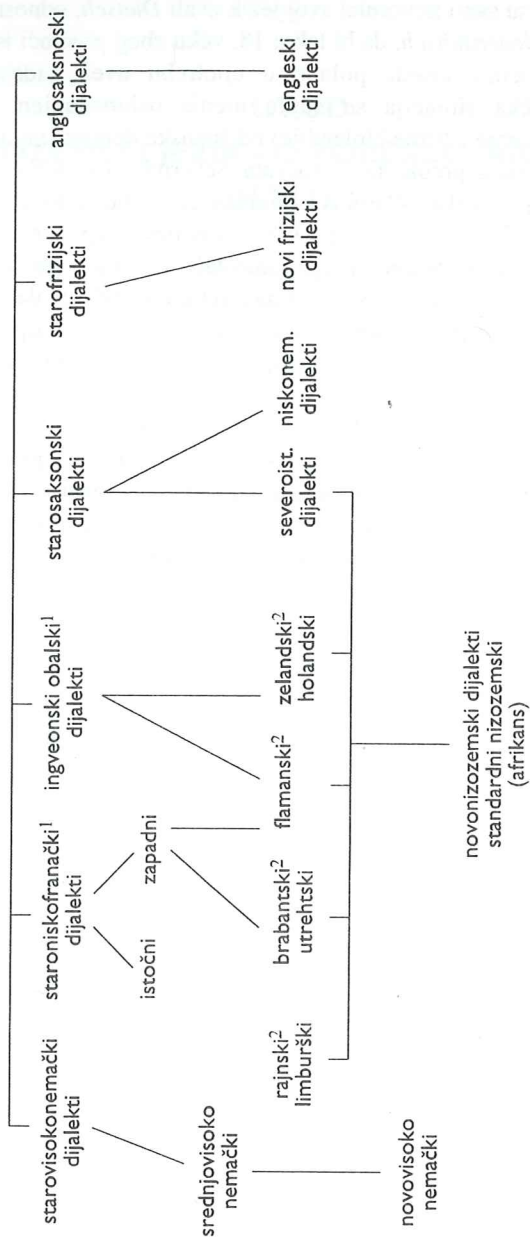 starovisokonemački
dijalekti
staroniskofranački¹
dijalekti
ingveonski obalski¹
dijalekti
starosaksonski
dijalekti
starofrizijski
dijalekti
anglosaksnoski
dijalekti
istočni
zapadni
srednjovisoko
nemački
rajnski²
limburški
brabantski²
utrehtski
flamanski²
zelandski²
holandski
severoist.
dijalekti
niskonem.
dijalekti
novi frizijski
dijalekti
engleski
dijalekti
novovisoko
nemački
novonizozemski dijalekti
standardni nizozemski
(afrikans)